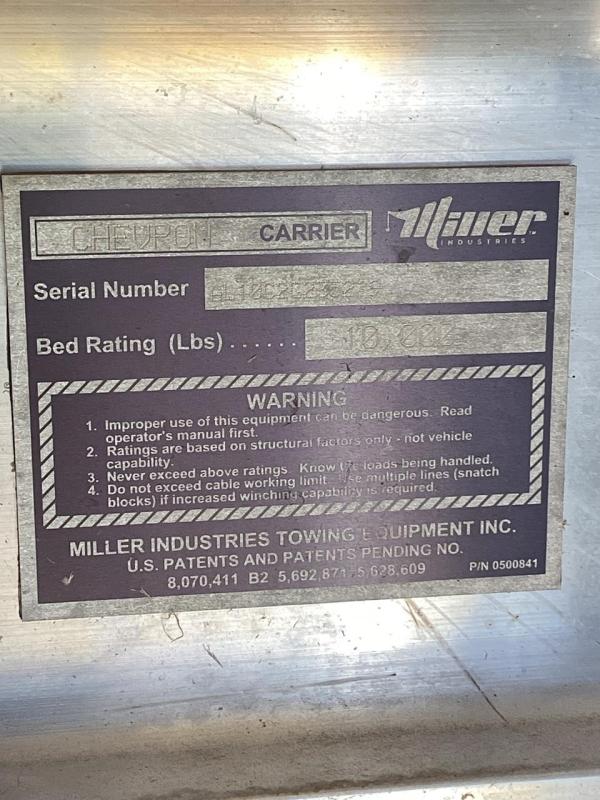 CHEVRON CARRIER
Miller
INDUSTRIES
Serial Number
Bed Rating (Lbs) ...... 10,000
WARNING
1. Improper use of this equipment can be dangerous. Read
operator's manual first.
2. Ratings are based on structural factors only - not vehicle
capability.
3. Never exceed above ratings. Know the loads being handled.
4. Do not exceed cable working limit. Use multiple lines (snatch
blocks) if increased winching capability is required.
MILLER INDUSTRIES TOWING EQUIPMENT INC.
U.S. PATENTS AND PATENTS PENDING NO.
8,070,411 B2 5,692,871, 5,628,609
P/N 0500841